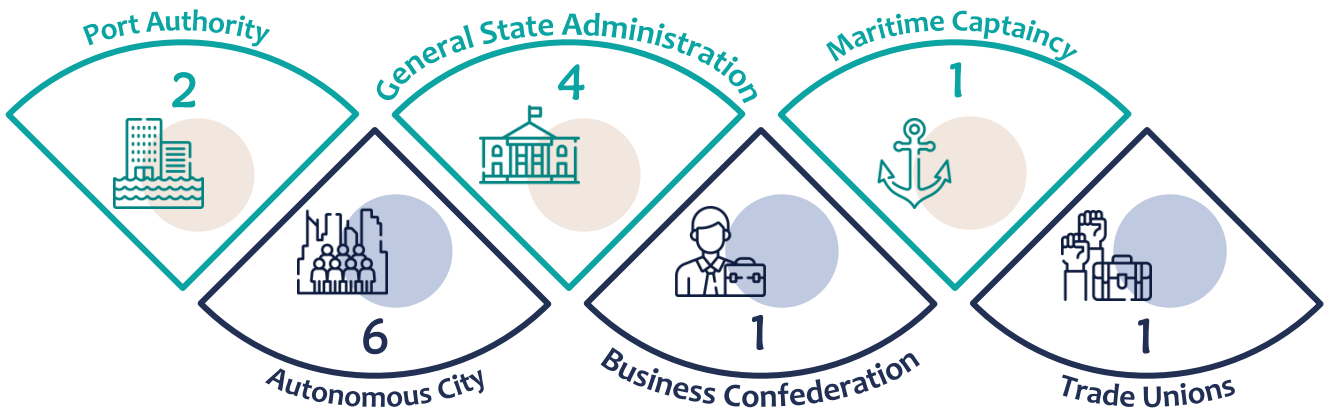 Port Authority
2
General State Administration
4
Maritime Captaincy
1
6
Autonomous City
1
Business Confederation
1
Trade Unions